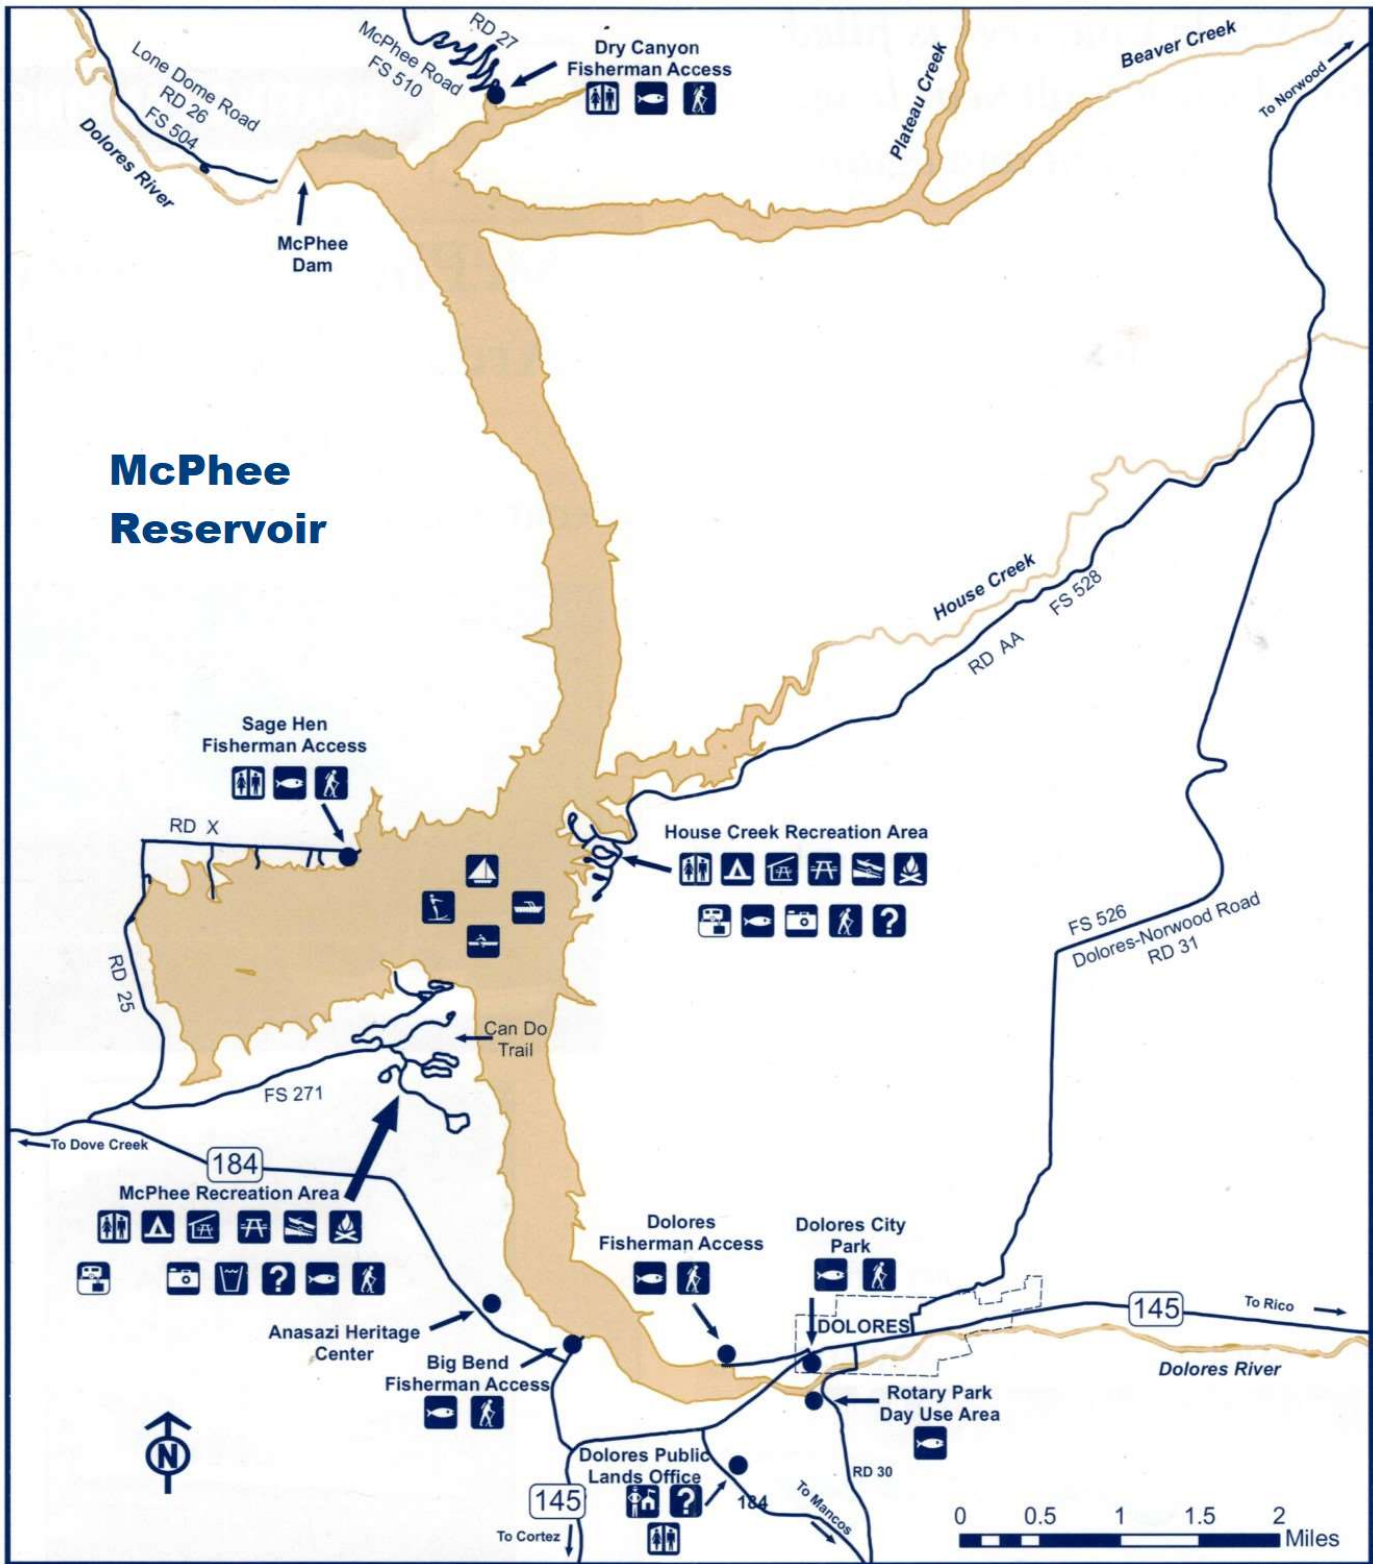 RD 27
McPhee Road
FS 510
Dry Canyon
Fisherman Access
Plateau Creek
Beaver Creek
To Norwood
Lone Dome Road
RD 26
FS 504
Dolores River
McPhee
Dam
McPhee
Reservoir
House Creek
FS 528
RD AA
Sage Hen
Fisherman Access
RD X
House Creek Recreation Area
?
FS 526
Dolores-Norwood Road
RD 31
RD 25
Can Do
Trail
FS 271
To Dove Creek
184
McPhee Recreation Area
?
Dolores
Fisherman Access
Dolores City
Park
Anasazi Heritage
Center
Big Bend
Fisherman Access
DOLORES
145
To Rico
Dolores River
Rotary Park
Day Use Area
N
Dolores Public
Lands Office
?
184
To Mancos
RD 30
145
To Cortez
0 0.5 1 1.5 2
Miles